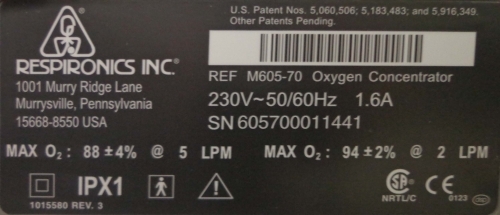 U.S. Patent Nos. 5,060,506; 5,183,483; and 5,916,349.
Other Patents Pending.
RESPIRONICS INC.®
1001 Murry Ridge Lane
Murrysville, Pennsylvania
15668-8550 USA
REF M605-70 Oxygen Concentrator
230V~50/60Hz 1.6A
SN 605700011441
MAX O₂: 88 ±4% @ 5 LPM
MAX O₂: 94 ±2% @ 2 LPM
IPX1
1015580 REV. 3
SA
NRTL/C
CE
0123